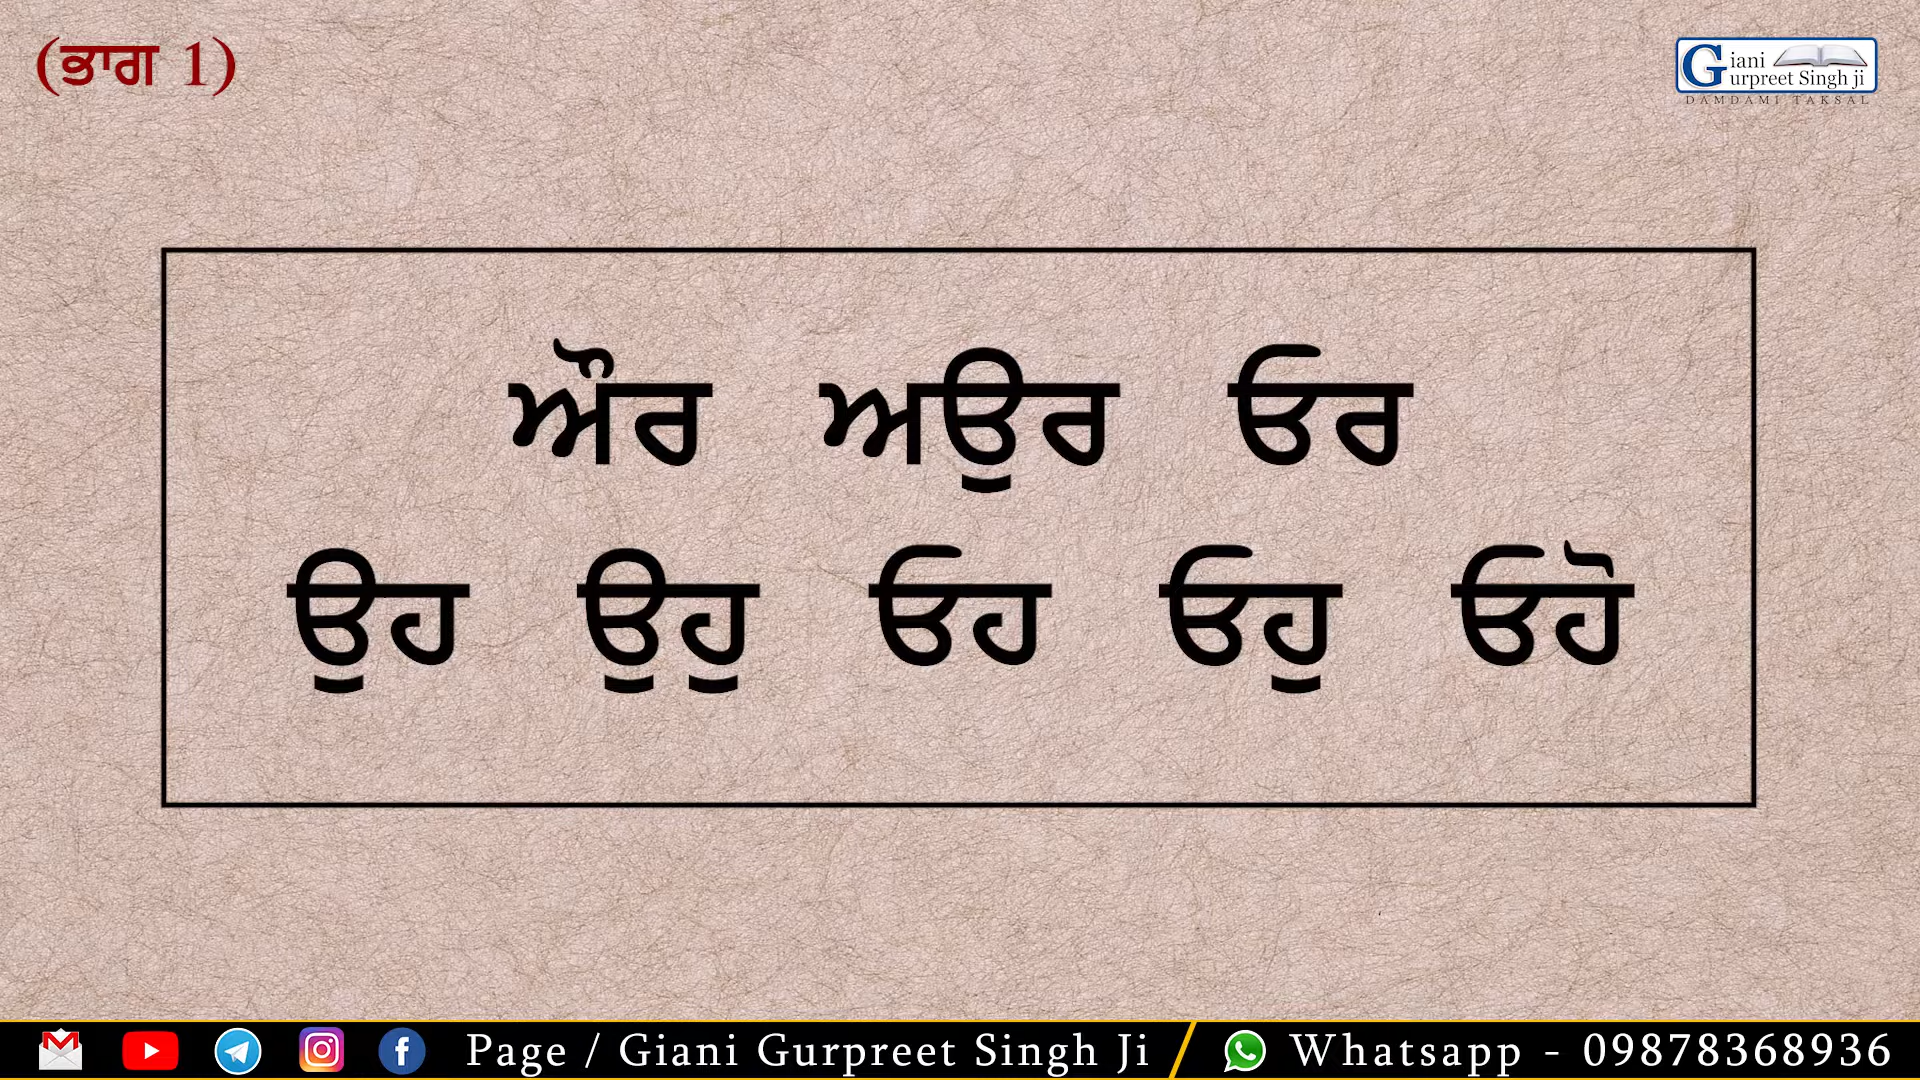 (ਭਾਗ 1)
Giani
Gurpreet Singh ji
DAMDAMI TAKSAL
ਔਰ ਅਉਰ ਓਰ
ਉਹ ਉਹੁ ਓਹ ਓਹੁ ਓਹੋ
Page / Giani Gurpreet Singh Ji / Whatsapp - 09878368936